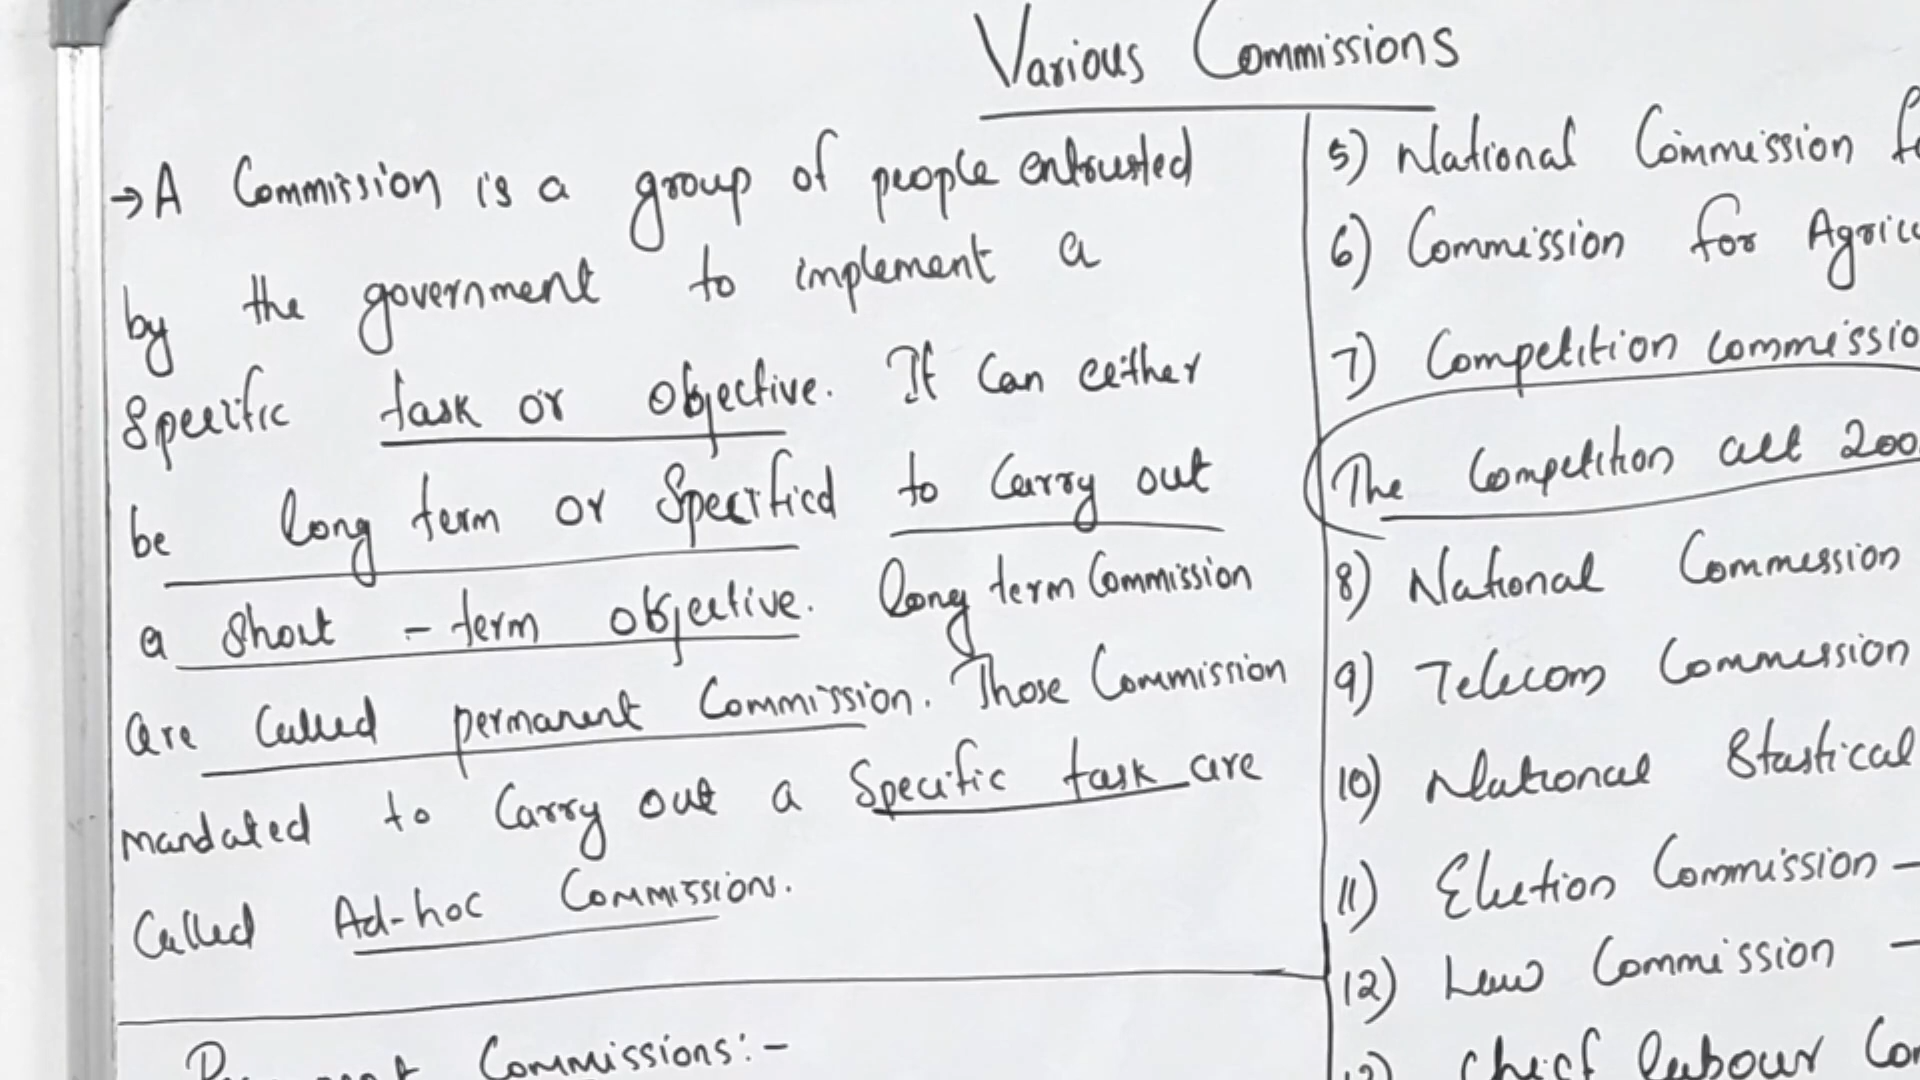 Various Commissions
→A Commission is a group of people entrusted
by the government to implement a
specific task or objective. It can either
be long term or specified to carry out
a short - term objective. long term Commission
are called permanent Commission. Those Commission
mandated to carry out a specific task are
called Ad-hoc Commissions.
Commissions:-
5) National Commission
6) Commission for
7) Competition
The Competition act
8) National Commession
9) Telecom Commession
10) National Stastical
11) Election Commission -
12) Law Commission -
Chief labour